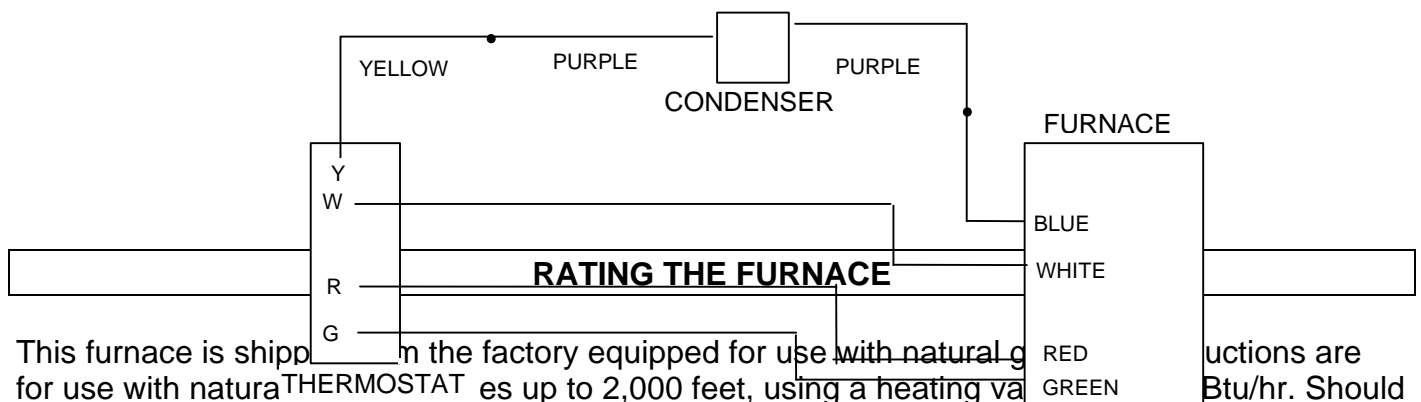 YELLOW
PURPLE
PURPLE
CONDENSER
FURNACE
Y
W
BLUE
RATING THE FURNACE
WHITE
R
G
This furnace is shipp m the factory equipped for use with natural g RED uctions are
for use with natura THERMOSTAT es up to 2,000 feet, using a heating va GREEN Btu/hr. Should